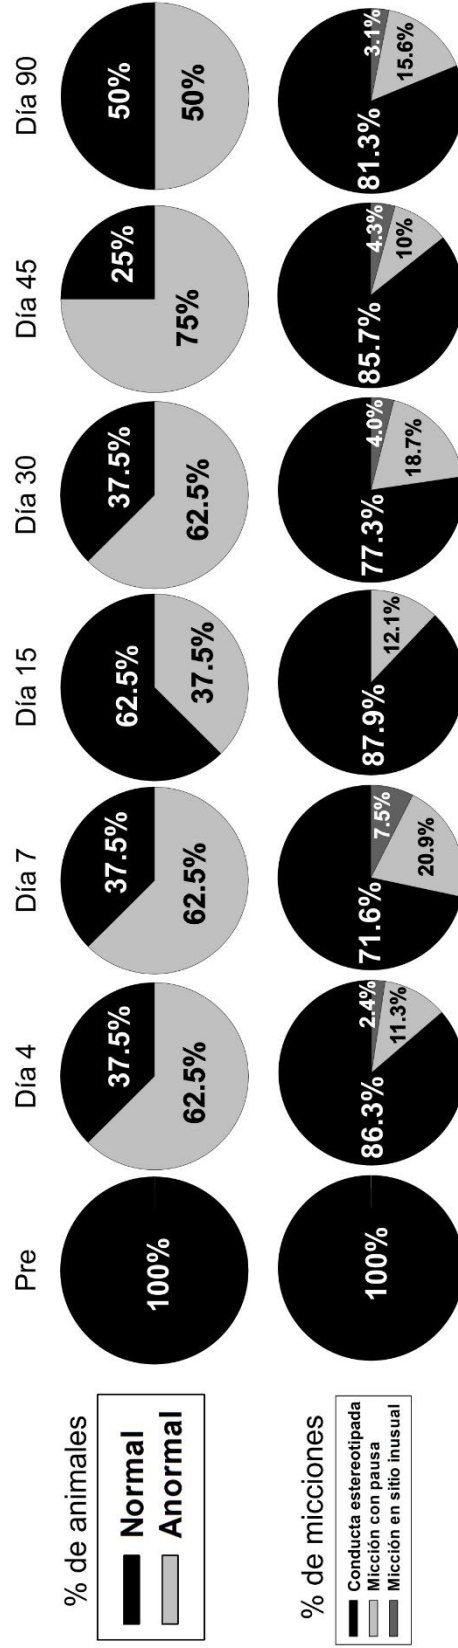 Pre
Día 4
Día 7
Día 15
Día 30
Día 45
Día 90
% de animales
Normal
Anormal
100%
37.5%
62.5%
37.5%
62.5%
62.5%
37.5%
37.5%
62.5%
25%
75%
50%
50%
% de micciones
Conducta estereotipada
Micción con pausa
Micción en sitio inusual
100%
86.3%
2.4%
11.3%
71.6%
7.5%
20.9%
87.9%
12.1%
77.3%
4.0%
18.7%
85.7%
4.3%
10%
81.3%
3.1%
15.6%